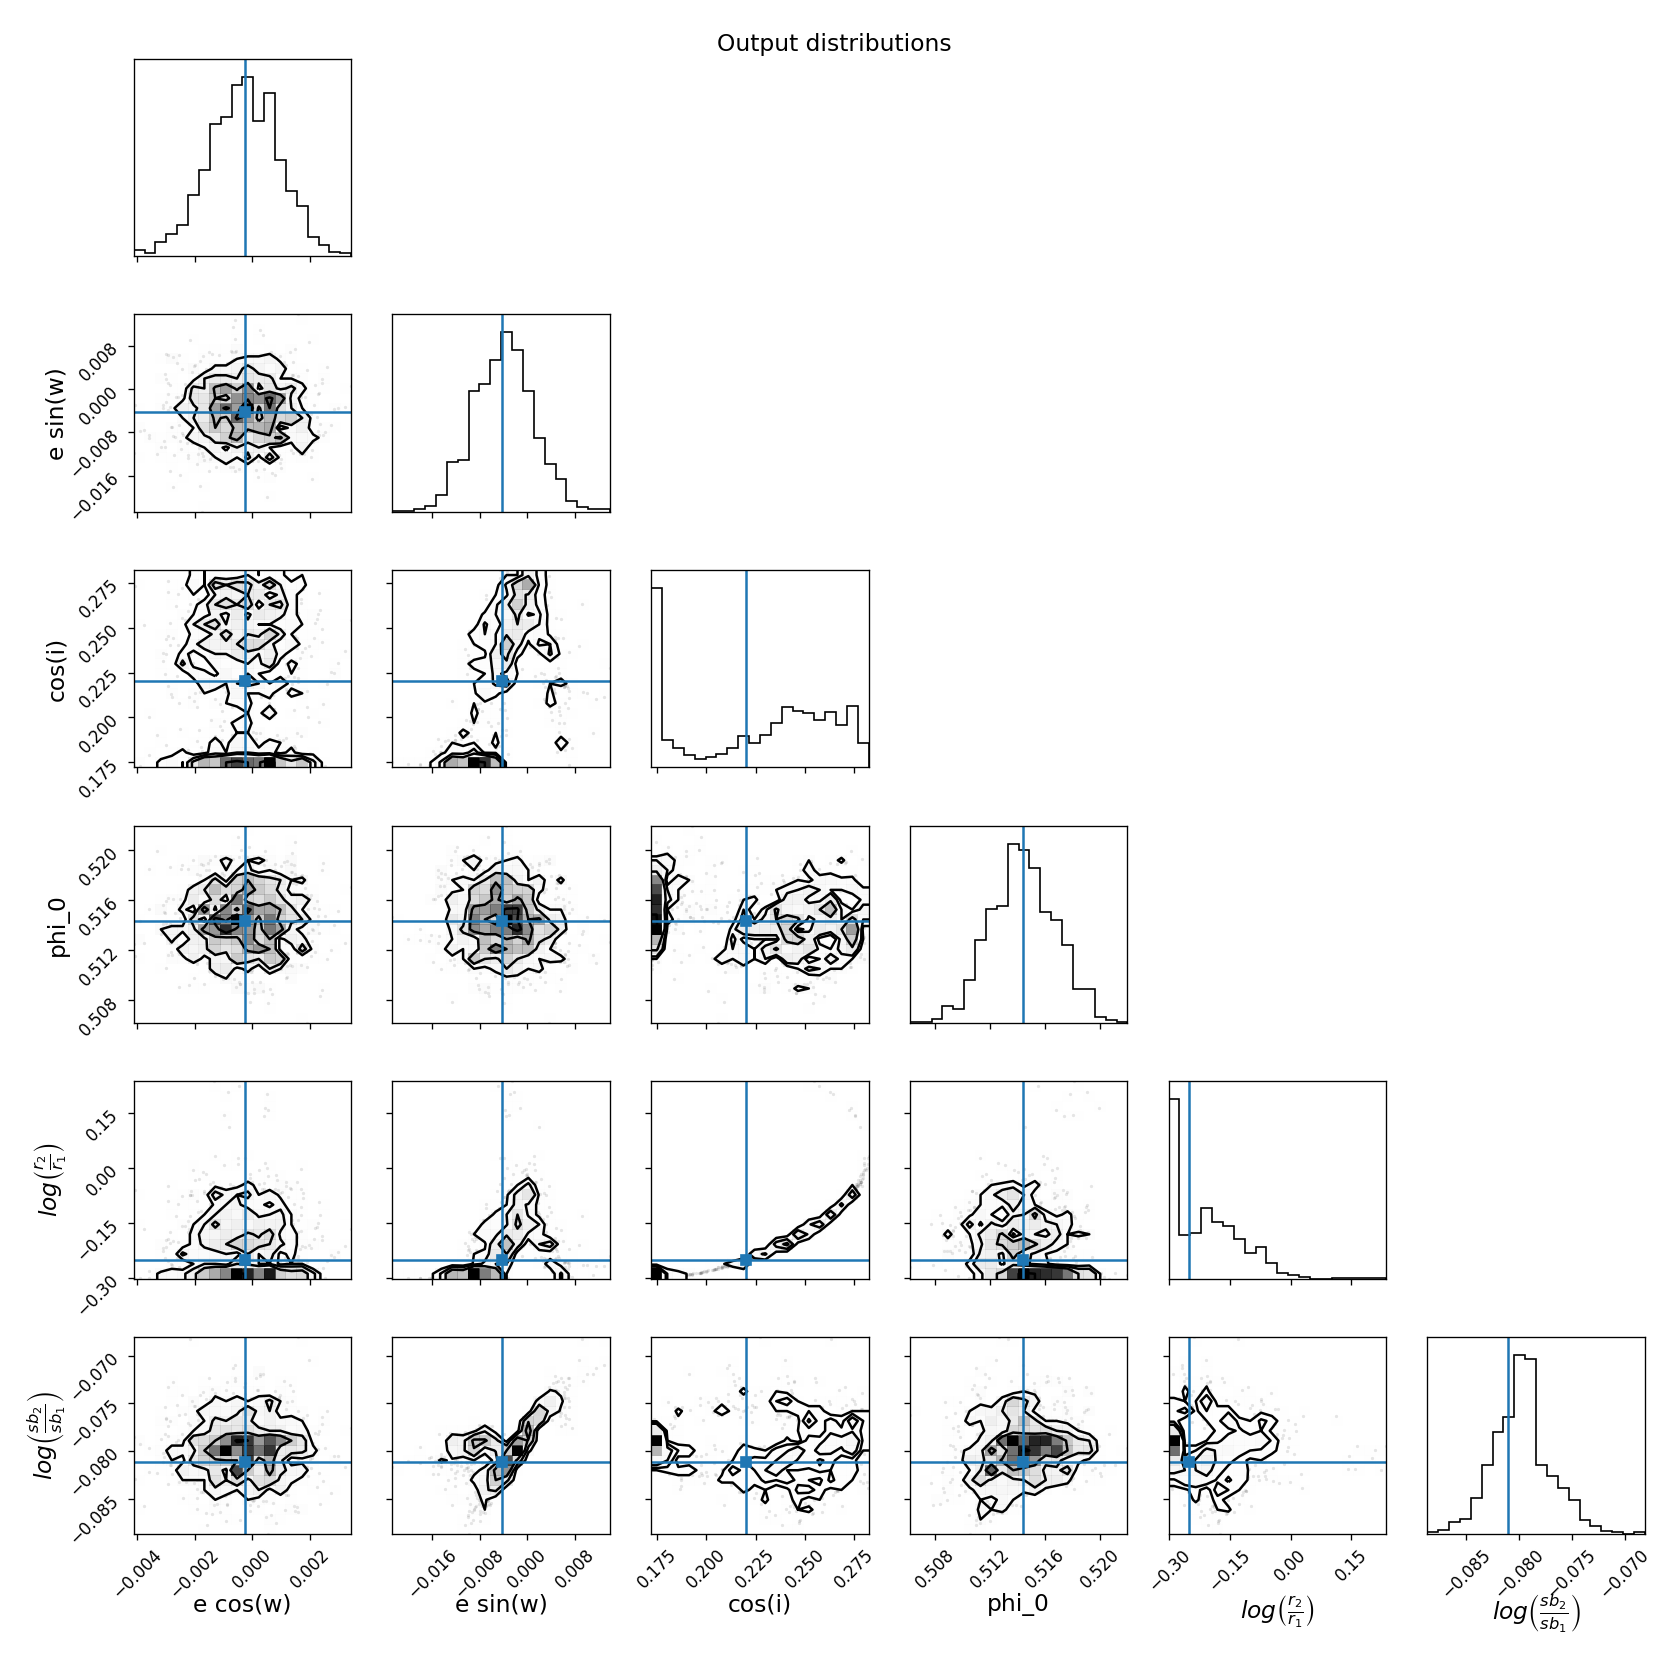 Output distributions
e sin(w)
0.008
0.000
−0.008
−0.016
cos(i)
0.275
0.250
0.225
0.200
0.175
phi_0
0.520
0.516
0.512
0.508
log(r₂/r₁)
0.15
0.00
−0.15
−0.30
log(sb₂/sb₁)
−0.070
−0.075
−0.080
−0.085
−0.004 −0.002 0.000 0.002
−0.016 −0.008 0.000 0.008
0.175 0.200 0.225 0.250 0.275
0.508 0.512 0.516 0.520
−0.30 −0.15 0.00 0.15
−0.085 −0.080 −0.075 −0.070
e cos(w) e sin(w) cos(i) phi_0 log(r₂/r₁) log(sb₂/sb₁)